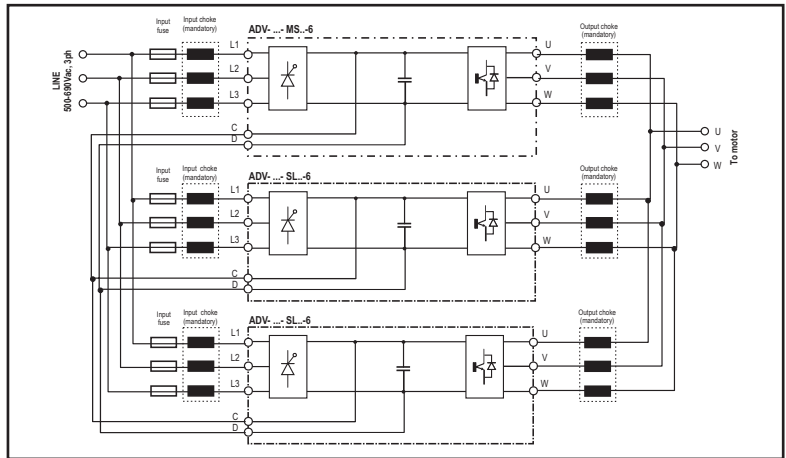 Input
fuse
Input choke
(mandatory)
ADV- ...- MS..-6
Output choke
(mandatory)
LINE
500-690Vac, 3ph
L1
L2
L3
C
D
U
V
W
U
V
W
To motor
Input
fuse
Input choke
(mandatory)
ADV- ...- SL..-6
Output choke
(mandatory)
L1
L2
L3
C
D
U
V
W
Input
fuse
Input choke
(mandatory)
ADV- ...- SL..-6
Output choke
(mandatory)
L1
L2
L3
C
D
U
V
W